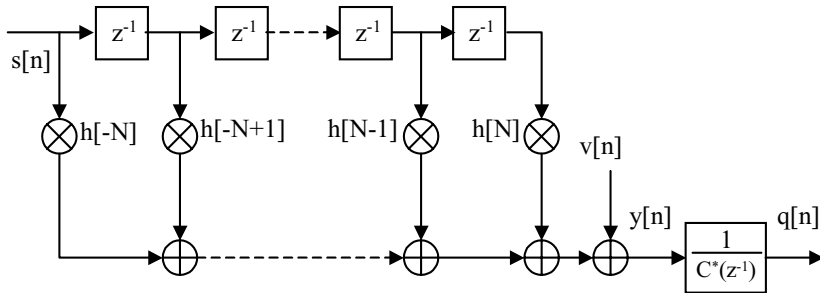 z⁻¹ z⁻¹ z⁻¹ z⁻¹
s[n]
h[-N] h[-N+1] h[N-1] h[N]
v[n]
y[n] q[n]
1
C*(z⁻¹)